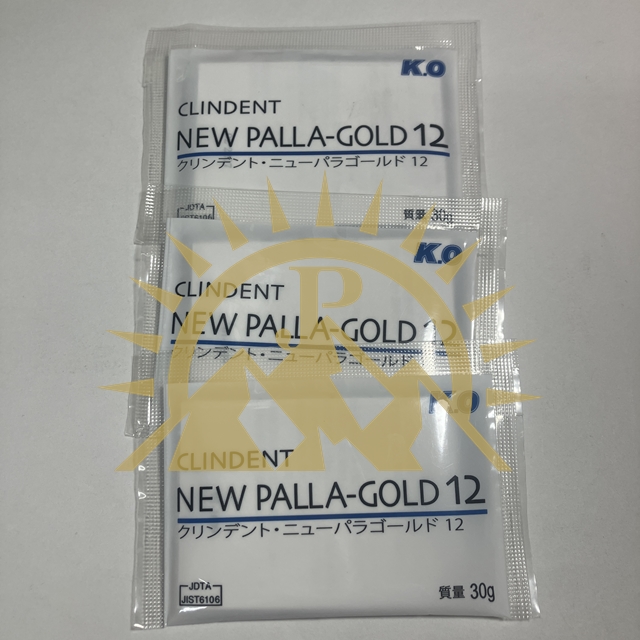 K.O
CLINDENT
NEW PALLA-GOLD 12
クリンデント・ニューパラゴールド 12
JDTA
JIST6106
質量 30g
K.O
CLINDENT
NEW PALLA-GOLD 12
クリンデント・ニューパラゴールド 12
P
K.O
CLINDENT
NEW PALLA-GOLD 12
クリンデント・ニューパラゴールド 12
JDTA
JIST6106
質量 30g